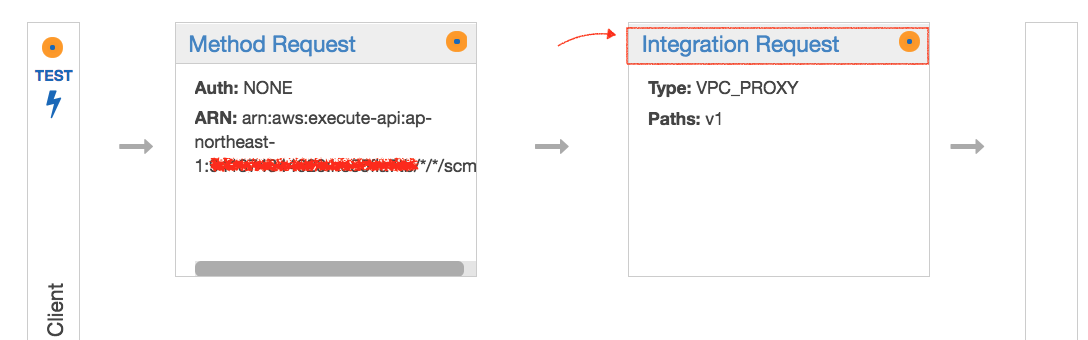 Method Request
Integration Request
TEST
Auth: NONE
ARN: arn:aws:execute-api:ap-
northeast-
1:
/*/*/scm
Type: VPC_PROXY
Paths: v1
Client